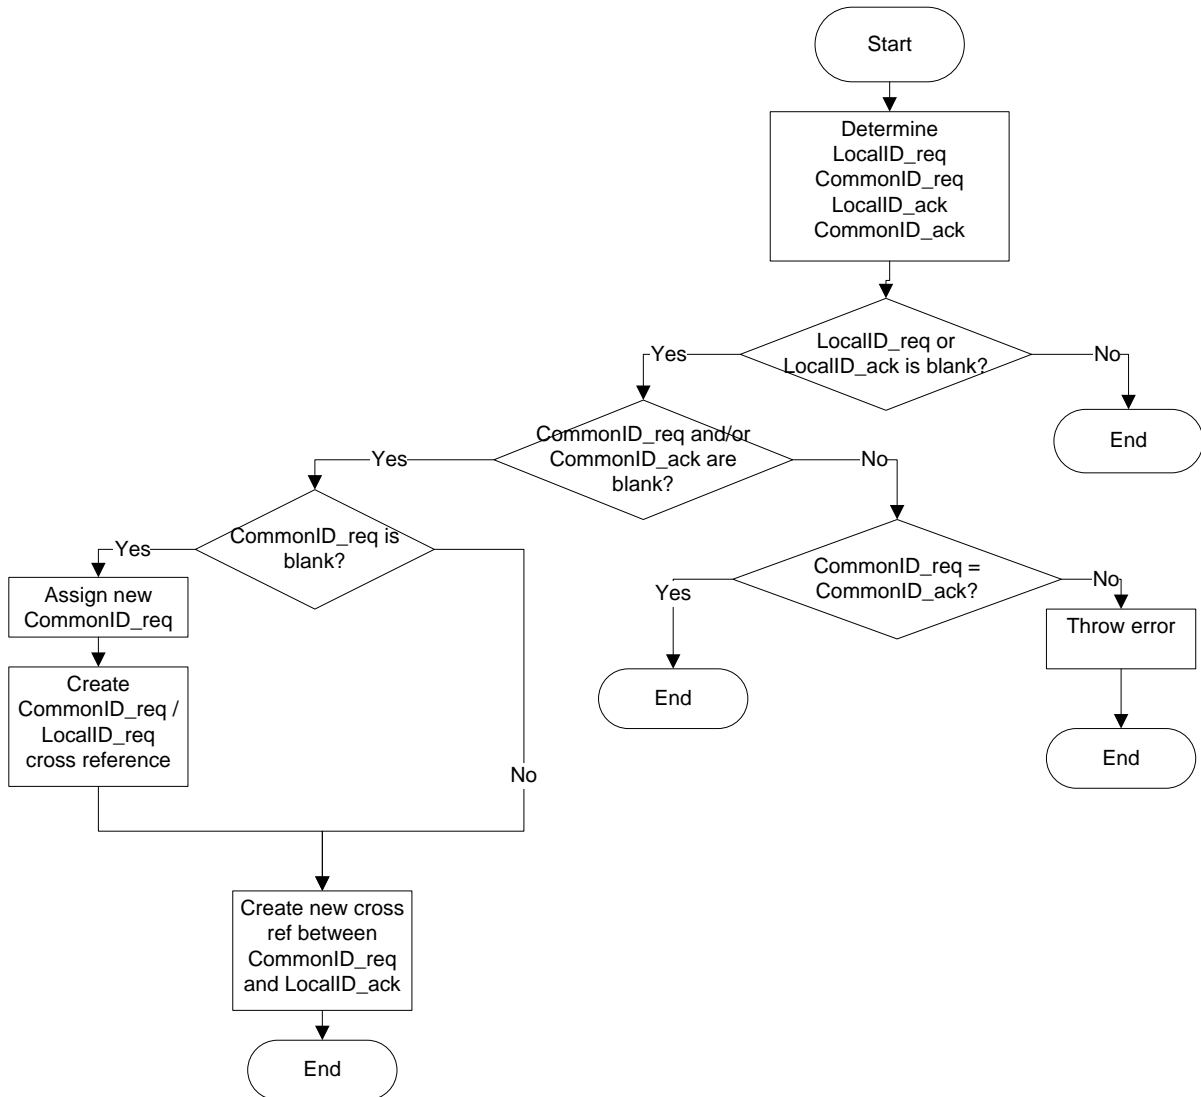 Start
Determine
LocalID_req
CommonID_req
LocalID_ack
CommonID_ack
LocalID_req or
LocalID_ack is blank?
Yes
No
End
CommonID_req and/or
CommonID_ack are
blank?
Yes
No
CommonID_req is
blank?
Yes
No
CommonID_req =
CommonID_ack?
Yes
No
Assign new
CommonID_req
Throw error
Create
CommonID_req /
LocalID_req
cross reference
End
End
Create new cross
ref between
CommonID_req
and LocalID_ack
End